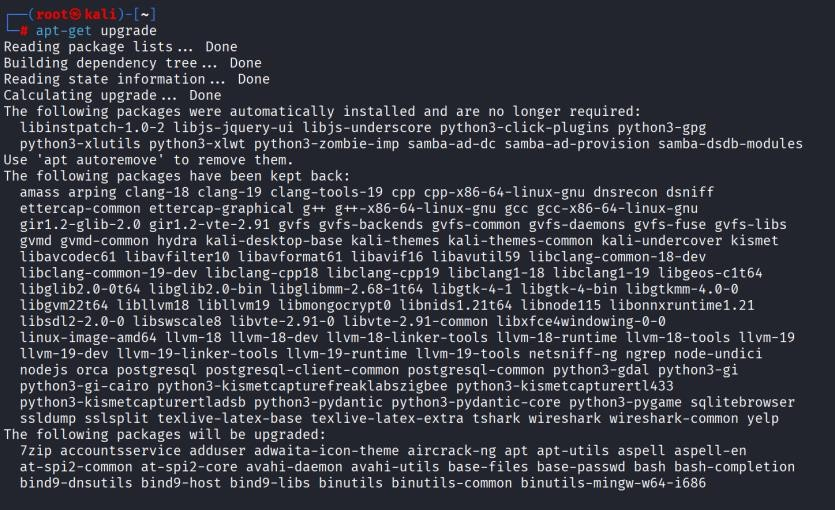 ┌──(root㉿kali)-[~]
└─# apt-get upgrade
Reading package lists... Done
Building dependency tree... Done
Reading state information... Done
Calculating upgrade... Done
The following packages were automatically installed and are no longer required:
  libinstpatch-1.0-2 libjs-jquery-ui libjs-underscore python3-click-plugins python3-gpg
  python3-xlutils python3-xlwt python3-zombie-imp samba-ad-dc samba-ad-provision samba-dsdb-modules
Use 'apt autoremove' to remove them.
The following packages have been kept back:
  amass arping clang-18 clang-19 clang-tools-19 cpp cpp-x86-64-linux-gnu dnsrecon dsniff
  ettercap-common ettercap-graphical g++ g++-x86-64-linux-gnu gcc gcc-x86-64-linux-gnu
  gir1.2-glib-2.0 gir1.2-vte-2.91 gvfs gvfs-backends gvfs-common gvfs-daemons gvfs-fuse gvfs-libs
  gvmd gvmd-common hydra kali-desktop-base kali-themes kali-themes-common kali-undercover kismet
  libavcodec61 libavfilter10 libavformat61 libavif16 libavutil59 libclang-common-18-dev
  libclang-common-19-dev libclang-cpp18 libclang-cpp19 libclang1-18 libclang1-19 libgeos-c1t64
  libglib2.0-0t64 libglib2.0-bin libglibmm-2.68-1t64 libgtk-4-1 libgtk-4-bin libgtkmm-4.0-0
  libgvm22t64 libllvm18 libllvm19 libmongocrypt0 libnids1.21t64 libnode115 libonnxruntime1.21
  libsdl2-2.0-0 libswscale8 libvte-2.91-0 libvte-2.91-common libxfce4windowing-0-0
  linux-image-amd64 llvm-18 llvm-18-dev llvm-18-linker-tools llvm-18-runtime llvm-18-tools llvm-19
  llvm-19-dev llvm-19-linker-tools llvm-19-runtime llvm-19-tools netsniff-ng ngrep node-undici
  nodejs orca postgresql postgresql-client-common postgresql-common python3-gdal python3-gi
  python3-gi-cairo python3-kismetcapturefreaklabszigbee python3-kismetcapturertl433
  python3-kismetcapturertladsb python3-pydantic python3-pydantic-core python3-pygame sqlitebrowser
  ssldump sslsplit texlive-latex-base texlive-latex-extra tshark wireshark wireshark-common yelp
The following packages will be upgraded:
  7zip accountsservice adduser adwaita-icon-theme aircrack-ng apt apt-utils aspell aspell-en
  at-spi2-common at-spi2-core avahi-daemon avahi-utils base-files base-passwd bash bash-completion
  bind9-dnsutils bind9-host bind9-libs binutils binutils-common binutils-mingw-w64-i686